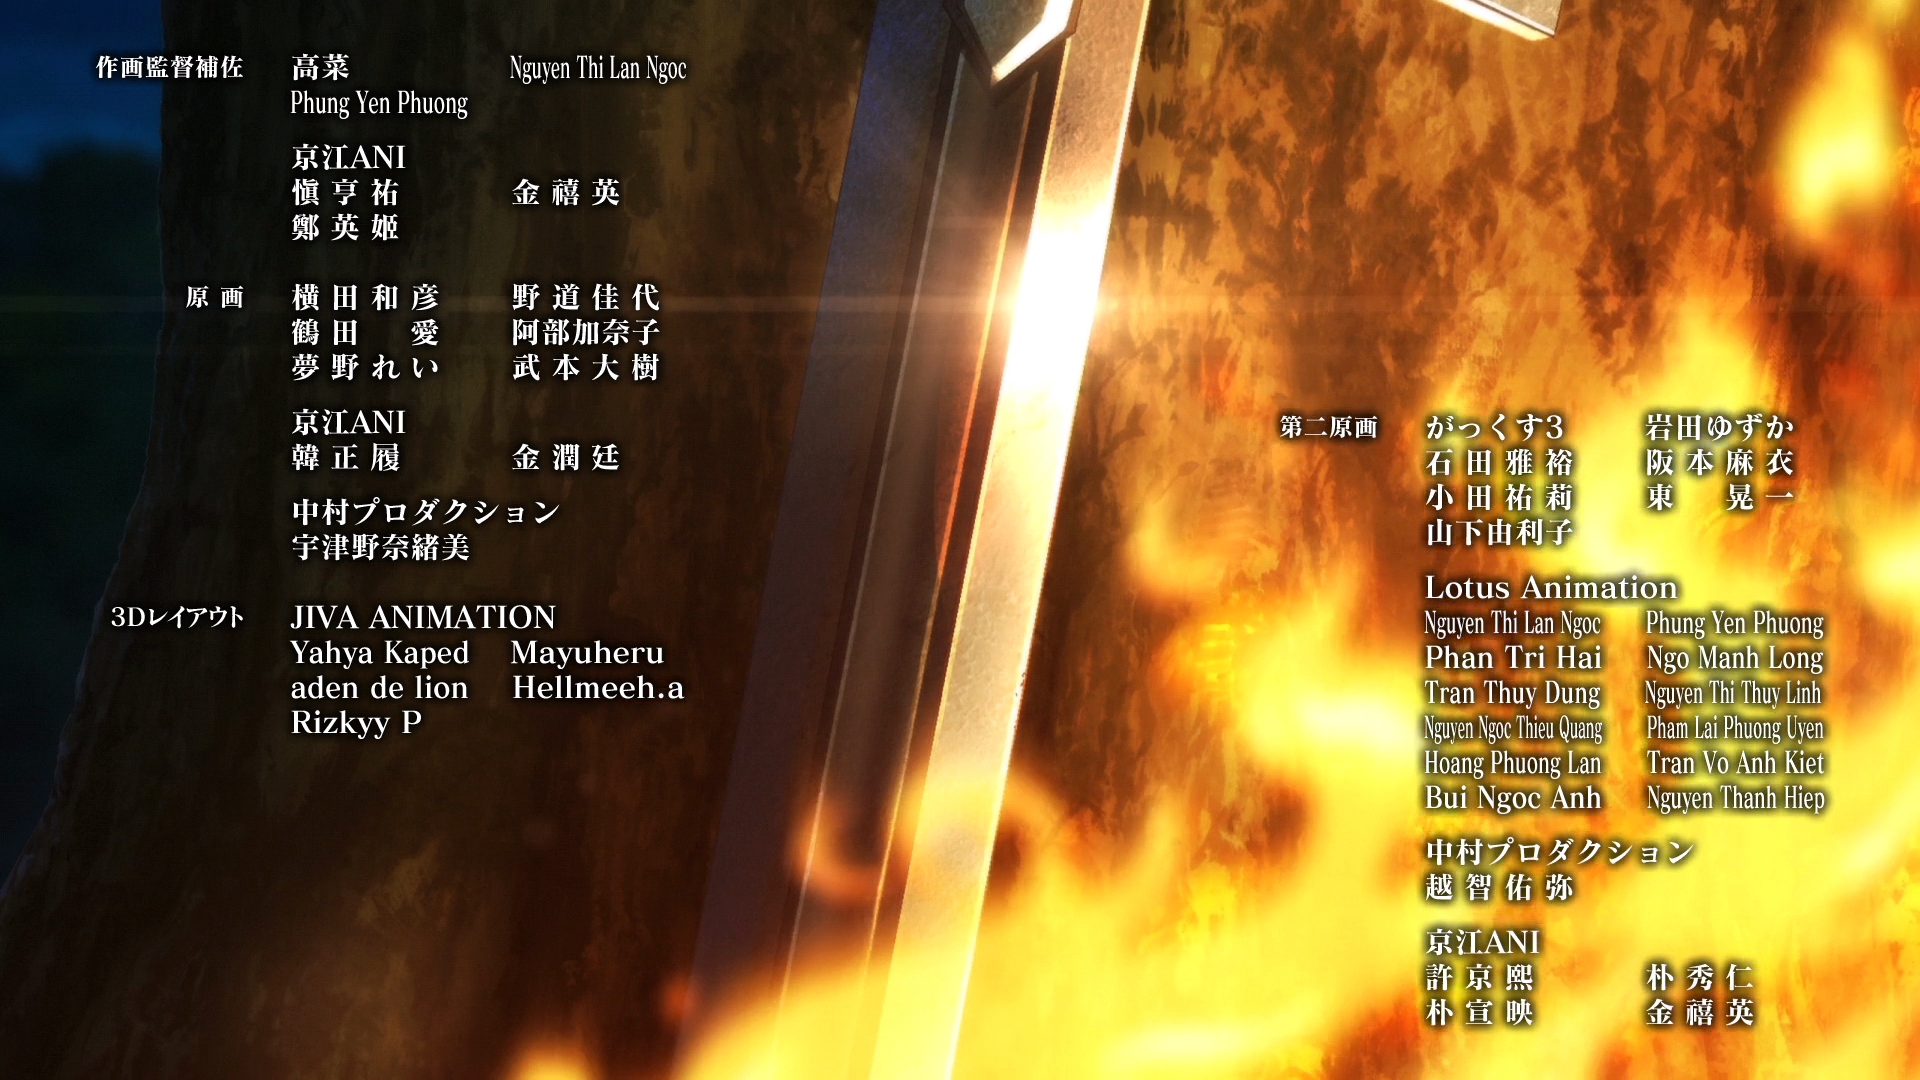 作画監督補佐 高菜 Nguyen Thi Lan Ngoc
Phung Yen Phuong
京江ANI
愼亨祐 金禧英
鄭英姫
原画 横田和彦 野道佳代
鶴田 愛 阿部加奈子
夢野れい 武本大樹
京江ANI
韓正履 金潤廷
中村プロダクション
宇津野奈緒美
3Dレイアウト JIVA ANIMATION
Yahya Kaped Mayuheru
aden de lion Hellmeeh.a
Rizkyy P
第二原画 がっくす3 岩田ゆずか
石田雅裕 阪本麻衣
小田祐莉 東 晃一
山下由利子
Lotus Animation
Nguyen Thi Lan Ngoc Phung Yen Phuong
Phan Tri Hai Ngo Manh Long
Tran Thuy Dung Nguyen Thi Thuy Linh
Nguyen Ngoc Thieu Quang Pham Lai Phuong Uyen
Hoang Phuong Lan Tran Vo Anh Kiet
Bui Ngoc Anh Nguyen Thanh Hiep
中村プロダクション
越智佑弥
京江ANI
許京熙 朴秀仁
朴宣映 金禧英